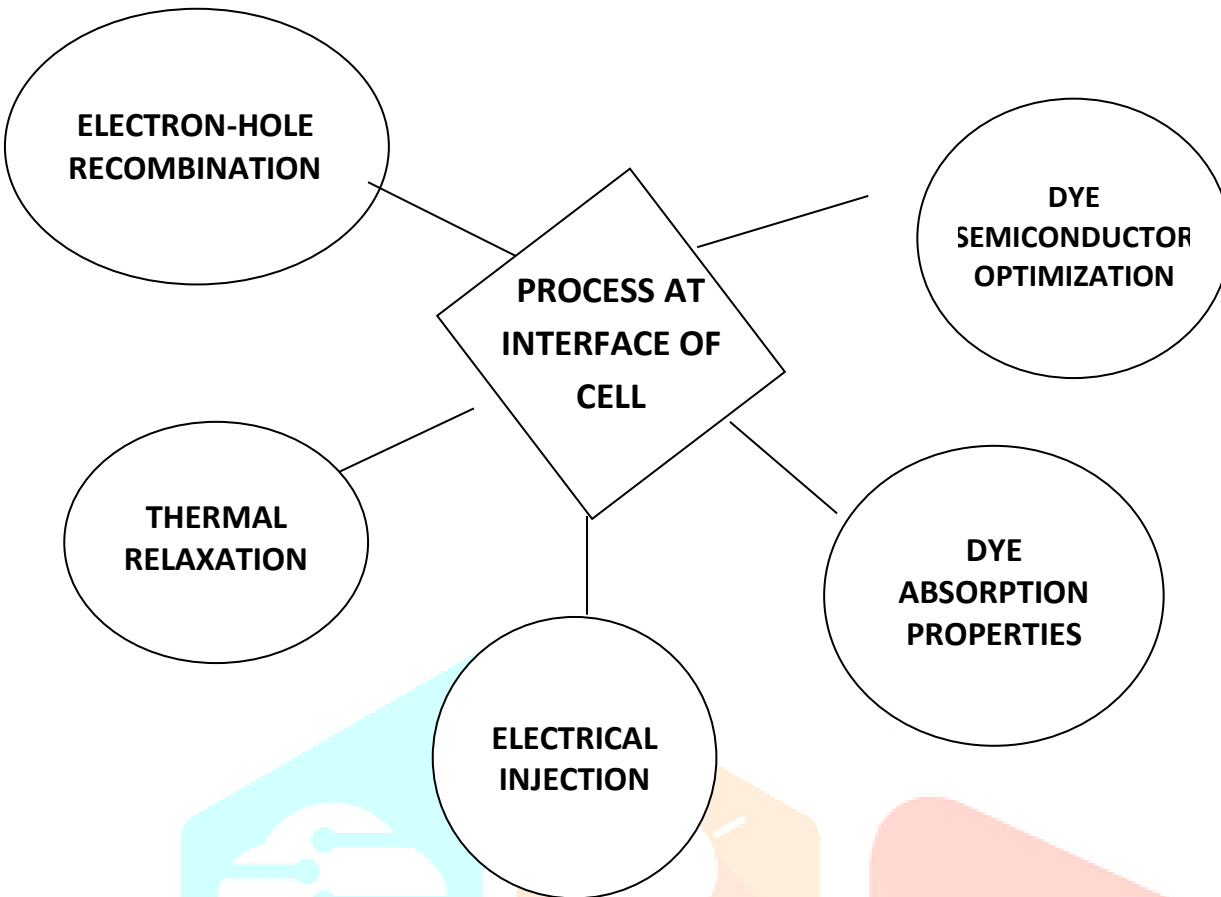 ELECTRON-HOLE
RECOMBINATION
DYE
SEMICONDUCTOR
OPTIMIZATION
PROCESS AT
INTERFACE OF
CELL
THERMAL
RELAXATION
DYE
ABSORPTION
PROPERTIES
ELECTRICAL
INJECTION